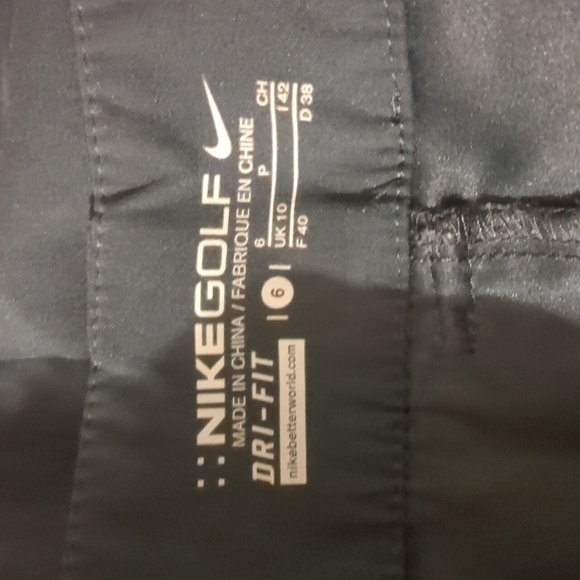 NIKEGOLF
MADE IN CHINA / FABRIQUE EN CHINE
DRI-FIT
6
6 P CH
UK 10 I 42
F 40 D 38
nikebetterworld.com